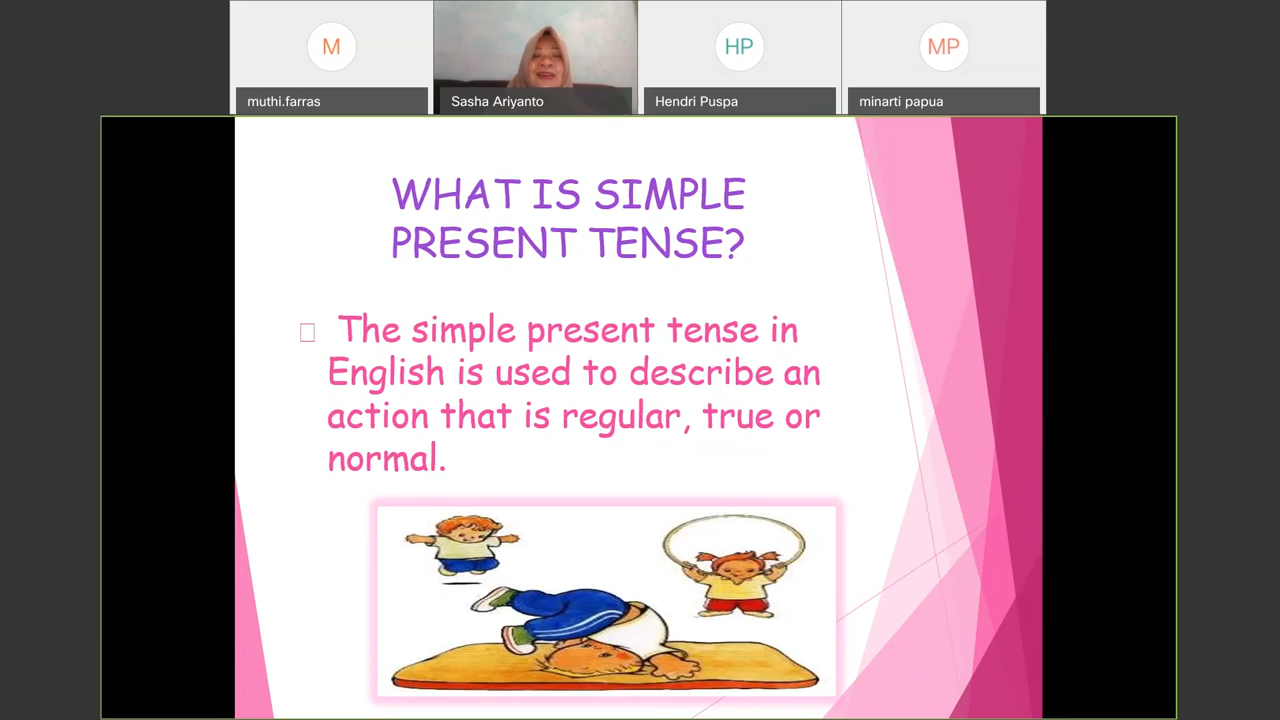 M
HP
MP
muthi.farras
Sasha Ariyanto
Hendri Puspa
minarti papua
WHAT IS SIMPLE
PRESENT TENSE?
The simple present tense in
English is used to describe an
action that is regular, true or
normal.